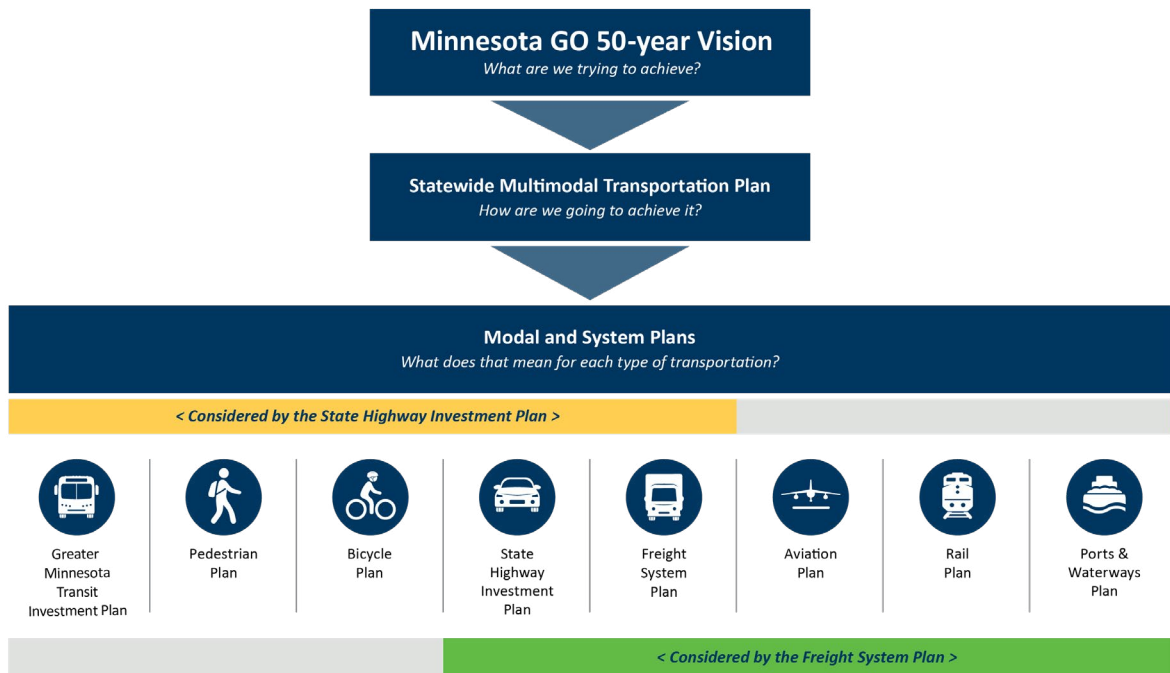 Minnesota GO 50-year Vision
What are we trying to achieve?
Statewide Multimodal Transportation Plan
How are we going to achieve it?
Modal and System Plans
What does that mean for each type of transportation?
< Considered by the State Highway Investment Plan >
Greater
Minnesota
Transit
Investment Plan
Pedestrian
Plan
Bicycle
Plan
State
Highway
Investment
Plan
Freight
System
Plan
Aviation
Plan
Rail
Plan
Ports &
Waterways
Plan
< Considered by the Freight System Plan >